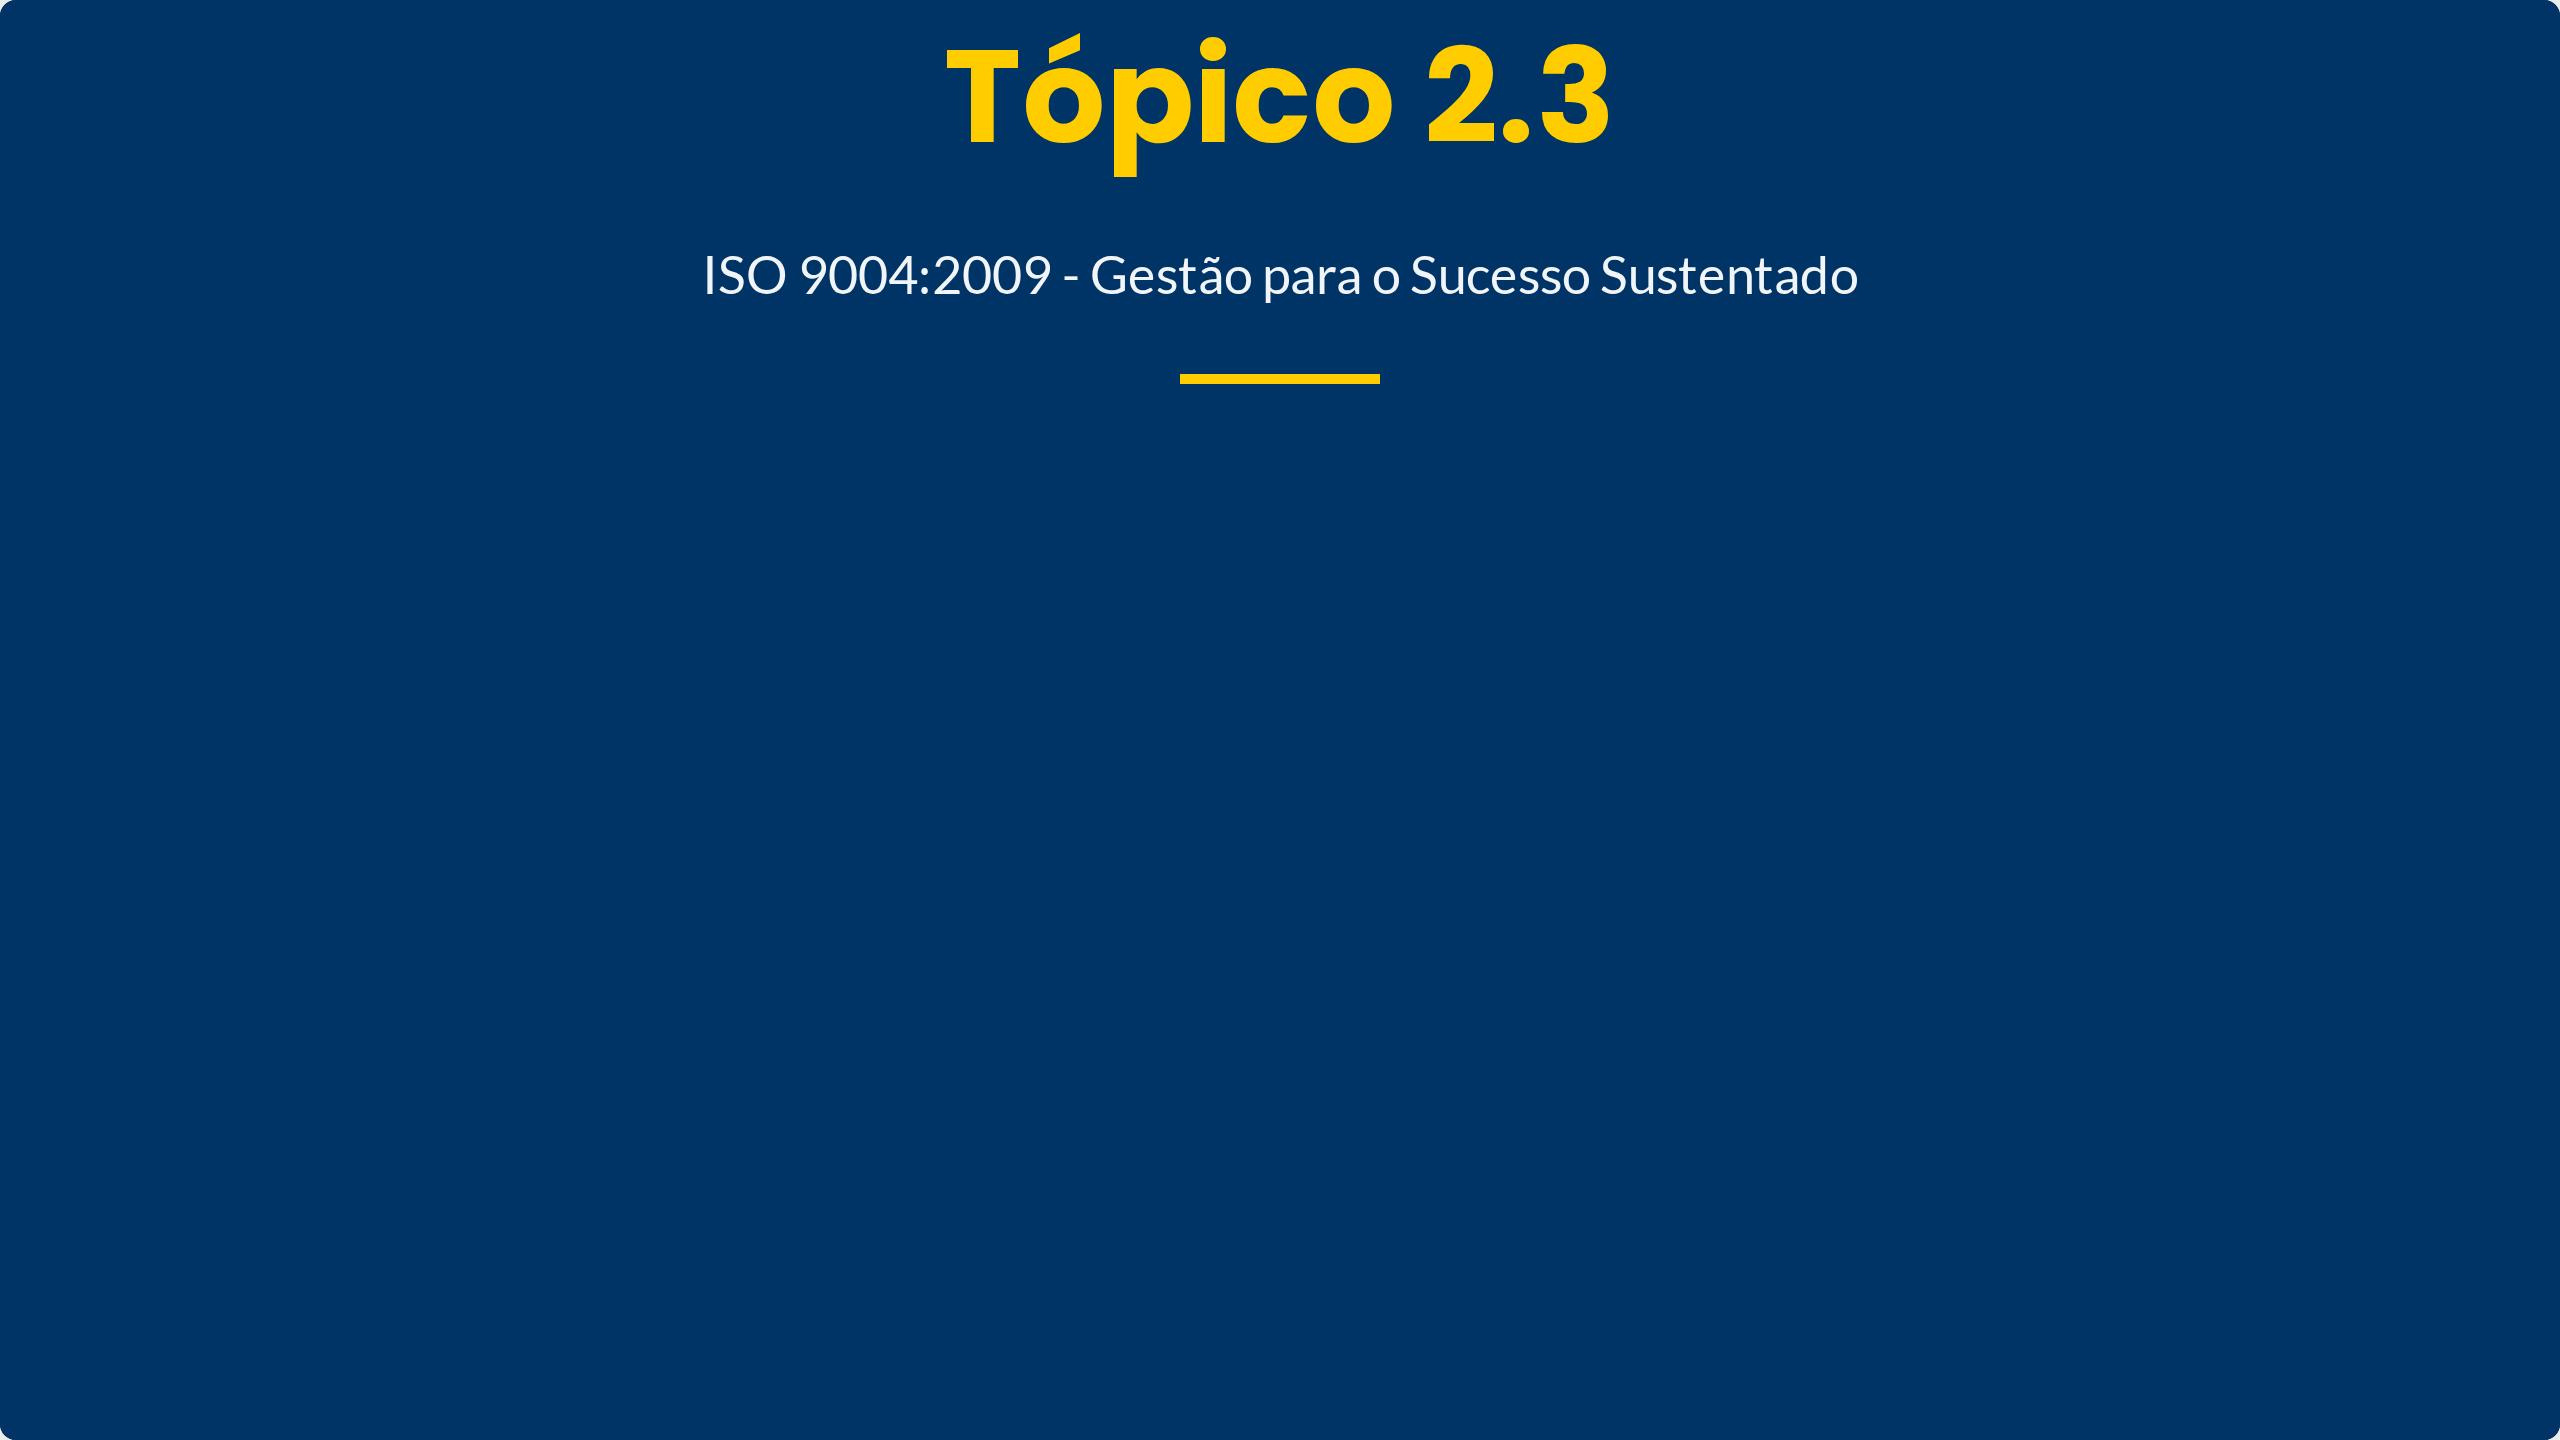 Tópico 2.3
ISO 9004:2009 - Gestão para o Sucesso Sustentado